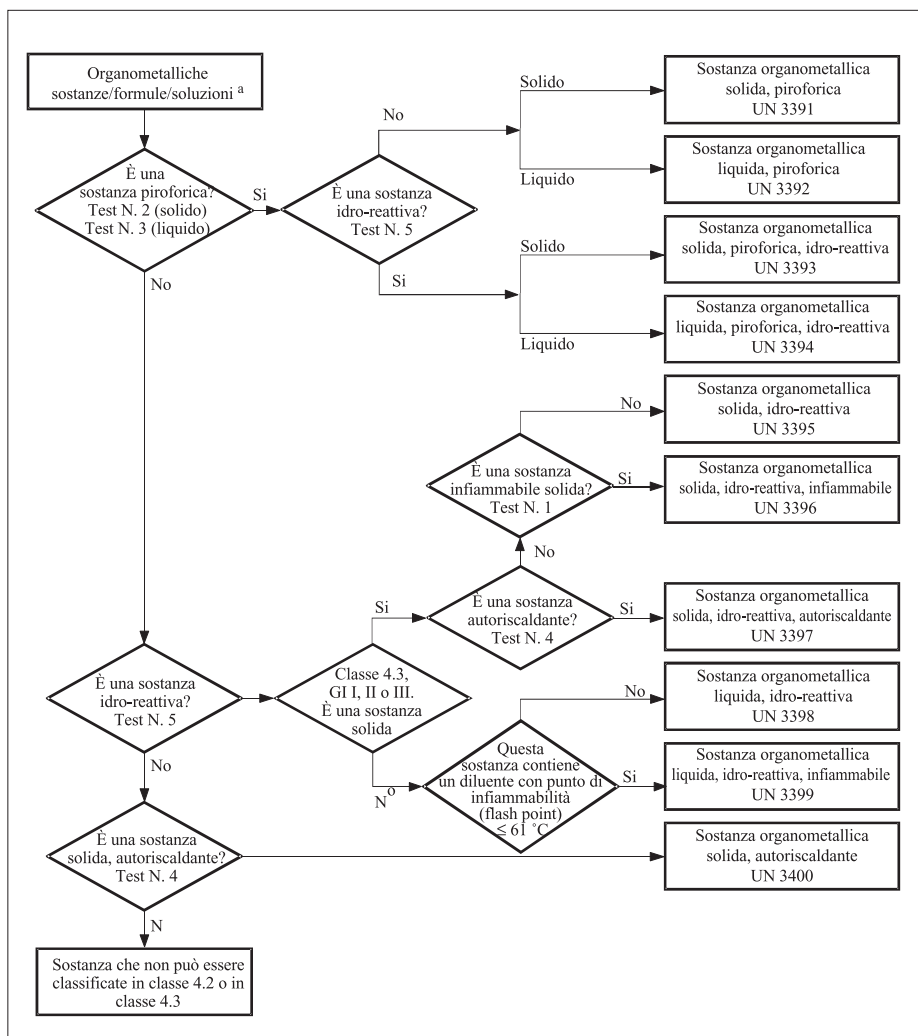 Organometalliche
sostanze/formule/soluzioni a
È una
sostanza piroforica?
Test N. 2 (solido)
Test N. 3 (liquido)
Si
È una sostanza
idro-reattiva?
Test N. 5
No
Solido
Sostanza organometallica
solida, piroforica
UN 3391
Liquido
Sostanza organometallica
liquida, piroforica
UN 3392
Si
Solido
Sostanza organometallica
solida, piroforica, idro-reattiva
UN 3393
Liquido
Sostanza organometallica
liquida, piroforica, idro-reattiva
UN 3394
No
È una sostanza
idro-reattiva?
Test N. 5
Classe 4.3,
GI I, II o III.
È una sostanza
solida
Si
È una sostanza
autoriscaldante?
Test N. 4
No
È una sostanza
infiammabile solida?
Test N. 1
No
Sostanza organometallica
solida, idro-reattiva
UN 3395
Si
Sostanza organometallica
solida, idro-reattiva, infiammabile
UN 3396
Si
Sostanza organometallica
solida, idro-reattiva, autoriscaldante
UN 3397
No
Questa
sostanza contiene
un diluente con punto di
infiammabilità
(flash point)
≤ 61 °C
No
Sostanza organometallica
liquida, idro-reattiva
UN 3398
Si
Sostanza organometallica
liquida, idro-reattiva, infiammabile
UN 3399
No
È una sostanza
solida, autoriscaldante?
Test N. 4
Sostanza organometallica
solida, autoriscaldante
UN 3400
N
Sostanza che non può essere
classificate in classe 4.2 o in
classe 4.3